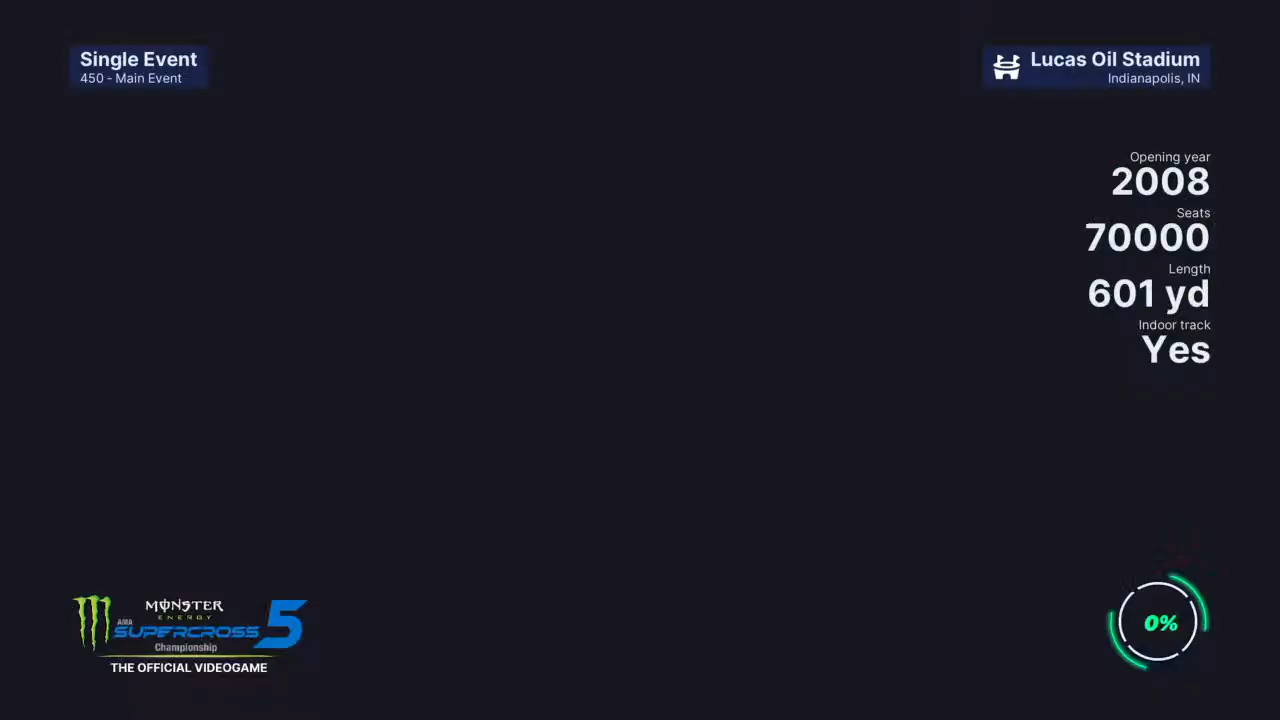 Single Event
450 - Main Event
Lucas Oil Stadium
Indianapolis, IN
Opening year
2008
Seats
70000
Length
601 yd
Indoor track
Yes
MONSTER
ENERGY
AMA
SUPERCROSS 5
Championship
THE OFFICIAL VIDEOGAME
0%